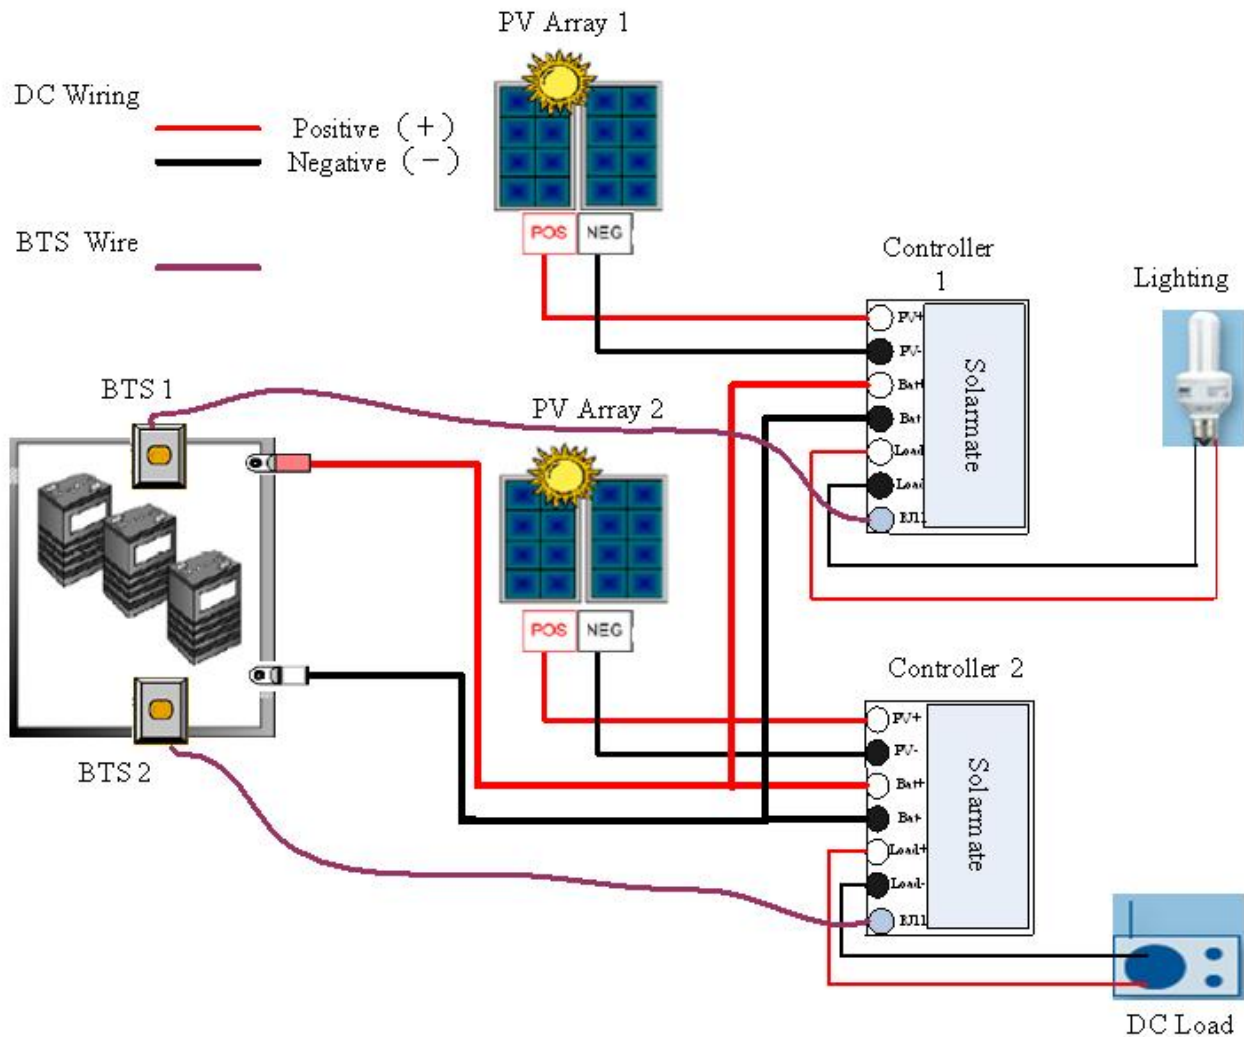 PV Array 1
DC Wiring
Positive (+)
Negative (-)
BTS Wire
POS NEG
Controller
1
Lighting
PV+
PV-
Bat+
Bat
Load
Load
RJ11
Solarmate
BTS 1
PV Array 2
POS NEG
Controller 2
PV+
PV-
Bat+
Bat
Load+
Load-
RJ11
Solarmate
BTS 2
DC Load